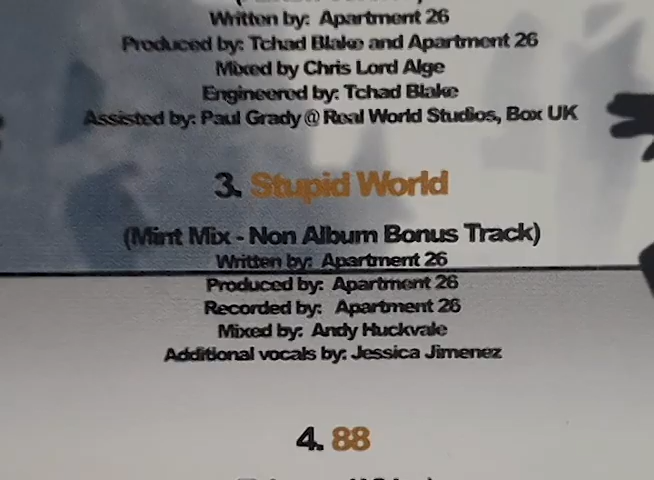 Written by: Apartment 26
Produced by: Tchad Blake and Apartment 26
Mixed by Chris Lord Alge
Engineered by: Tchad Blake
Assisted by: Paul Grady @ Real World Studios, Box UK
3. Stupid World
(Mint Mix - Non Album Bonus Track)
Written by: Apartment 26
Produced by: Apartment 26
Recorded by: Apartment 26
Mixed by: Andy Huckvale
Additional vocals by: Jessica Jimenez
4. 88